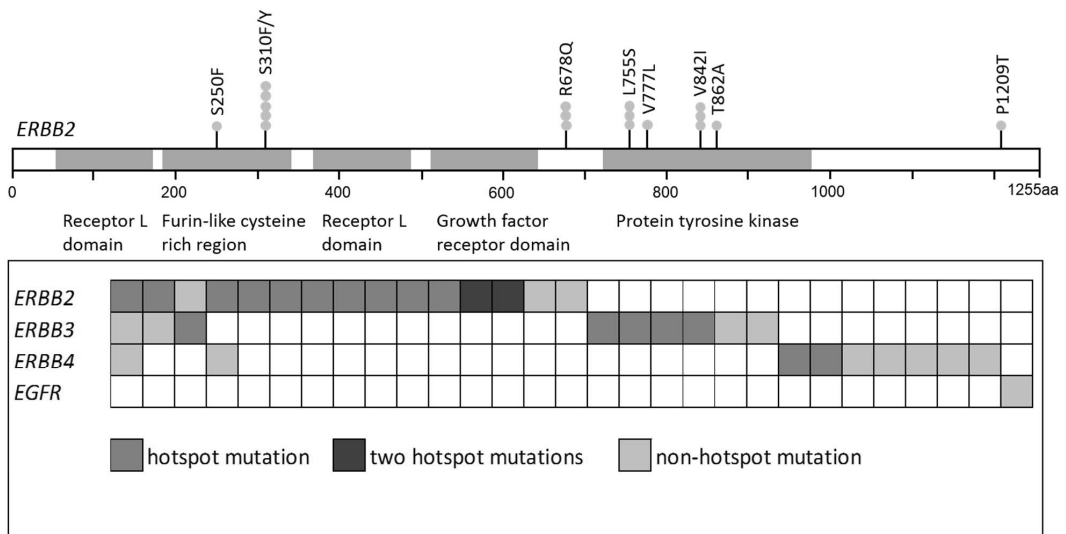 S250F
S310F/Y
R678Q
L755S
V777L
V842I
T862A
P1209T
ERBB2
0
200
400
600
800
1000
1255aa
Receptor L
domain
Furin-like cysteine
rich region
Receptor L
domain
Growth factor
receptor domain
Protein tyrosine kinase
ERBB2
ERBB3
ERBB4
EGFR
hotspot mutation
two hotspot mutations
non-hotspot mutation